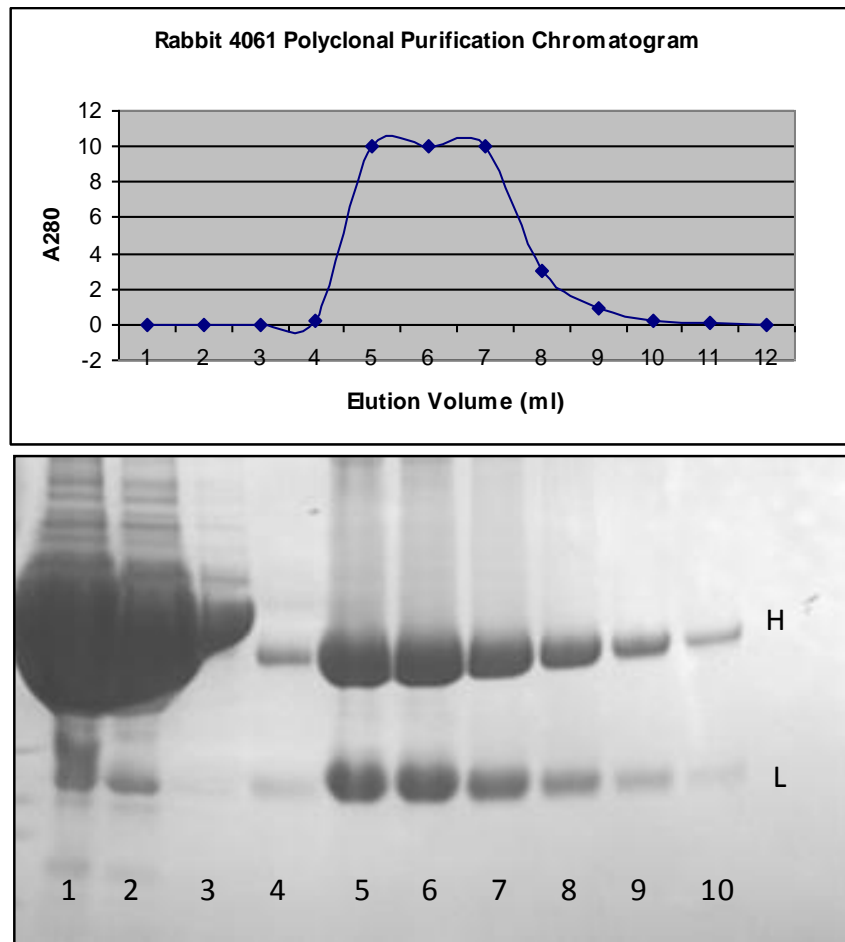 Rabbit 4061 Polyclonal Purification Chromatogram
12
10
8
6
4
2
0
-2
A280
1 2 3 4 5 6 7 8 9 10 11 12
Elution Volume (ml)
H
L
1 2 3 4 5 6 7 8 9 10